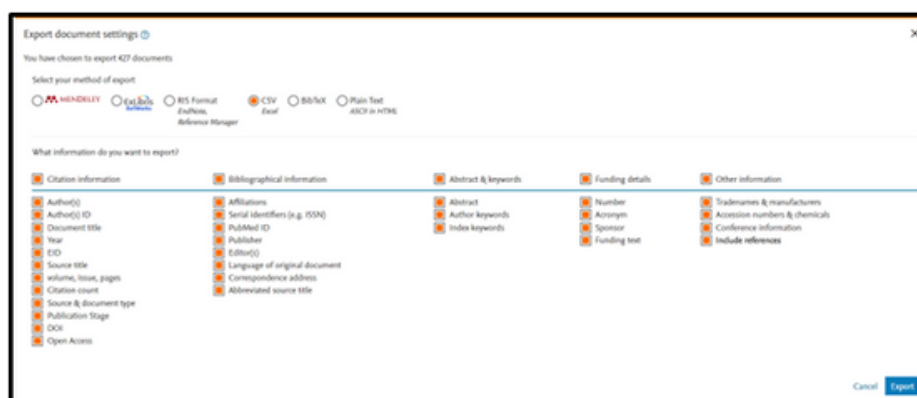 Export document settings
You have chosen to export 427 documents
Select your method of export
MENDELEY
ExLibris
RefWorks
RIS Format
EndNote,
Reference Manager
CSV
Excel
BibTeX
Plain Text
ASCII in HTML
What information do you want to export?
Citation information
Author(s)
Author(s) ID
Document title
Year
EID
Source title
volume, issue, pages
Citation count
Source & document type
Publication Stage
DOI
Open Access
Bibliographical information
Affiliations
Serial identifiers (e.g. ISSN)
PubMed ID
Publisher
Editor(s)
Language of original document
Correspondence address
Abbreviated source title
Abstract & keywords
Abstract
Author keywords
Index keywords
Funding details
Number
Acronym
Sponsor
Funding text
Other information
Tradenames & manufacturers
Accession numbers & chemicals
Conference information
Include references
Cancel
Export